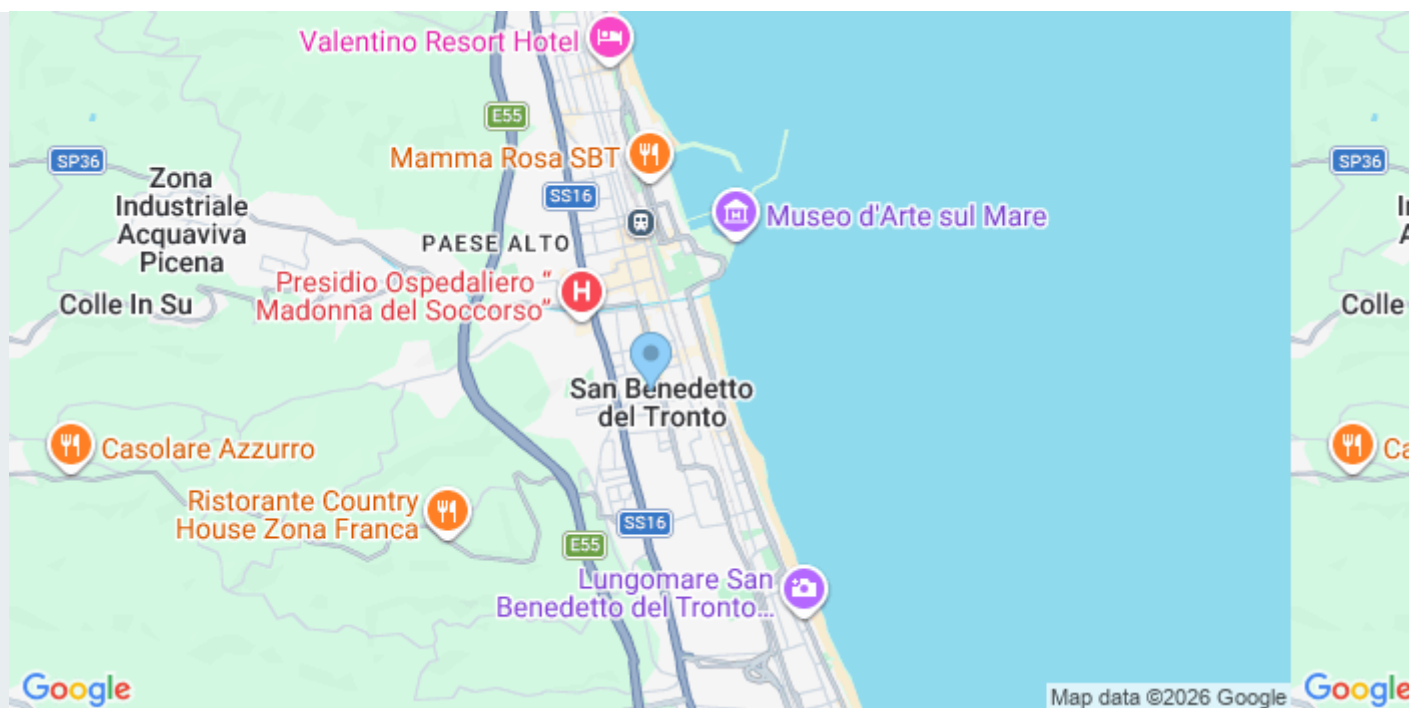 Valentino Resort Hotel
E55
Mamma Rosa SBT
SP36
SP36
Zona
Industriale
Acquaviva
Picena
SS16
Museo d'Arte sul Mare
PAESE ALTO
Presidio Ospedaliero “
Madonna del Soccorso”
H
Colle In Su
Colle
San Benedetto
del Tronto
Casolare Azzurro
Ca
Ristorante Country
House Zona Franca
SS16
E55
Lungomare San
Benedetto del Tronto...
Google
Map data ©2026 Google
Google